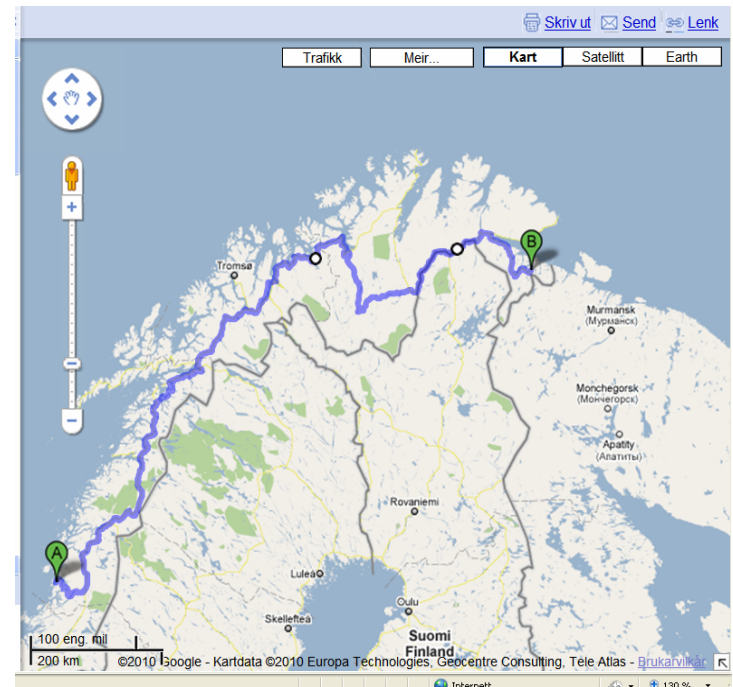 Skriv ut Send Lenk
Trafikk Meir... Kart Satellitt Earth
B
Tromsø
Murmansk
(Мурманск)
Monchegorsk
(Мончегорск)
Apatity
(Апатиты)
Rovaniemi
A
Luleå
Oulu
Skellefteå
Suomi
Finland
100 eng. mil
200 km
©2010 Google - Kartdata ©2010 Europa Technologies, Geocentre Consulting, Tele Atlas - Brukarvilkår
Internett 130 %